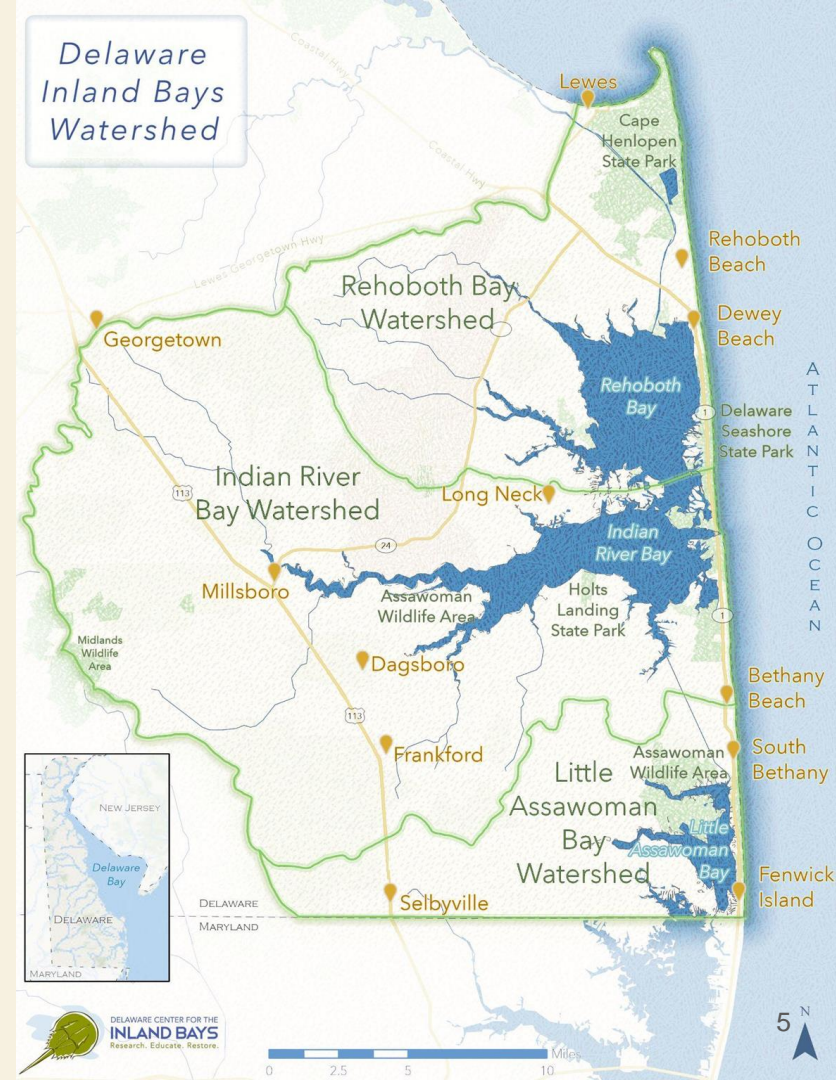 Delaware
Inland Bays
Watershed
Coastal Hwy
Lewes
Cape
Henlopen
State Park
Coastal Hwy
Rehoboth
Beach
Lewes Georgetown Hwy
Rehoboth Bay
Watershed
Dewey
Beach
Georgetown
Rehoboth
Bay
ATLANTIC OCEAN
1
Delaware
Seashore
State Park
Indian River
Bay Watershed
113
Long Neck
24
Indian
River Bay
Millsboro
Assawoman
Wildlife Area
Holts
Landing
State Park
1
Midlands
Wildlife
Area
Dagsboro
Bethany
Beach
113
Frankford
Assawoman
Wildlife Area
South
Bethany
Little
Assawoman
Bay
Watershed
Little
Assawoman
Bay
Fenwick
Island
Selbyville
DELAWARE
MARYLAND
NEW JERSEY
Delaware
Bay
DELAWARE
MARYLAND
DELAWARE CENTER FOR THE
INLAND BAYS
Research. Educate. Restore.
Miles
0 2.5 5 10
5
N